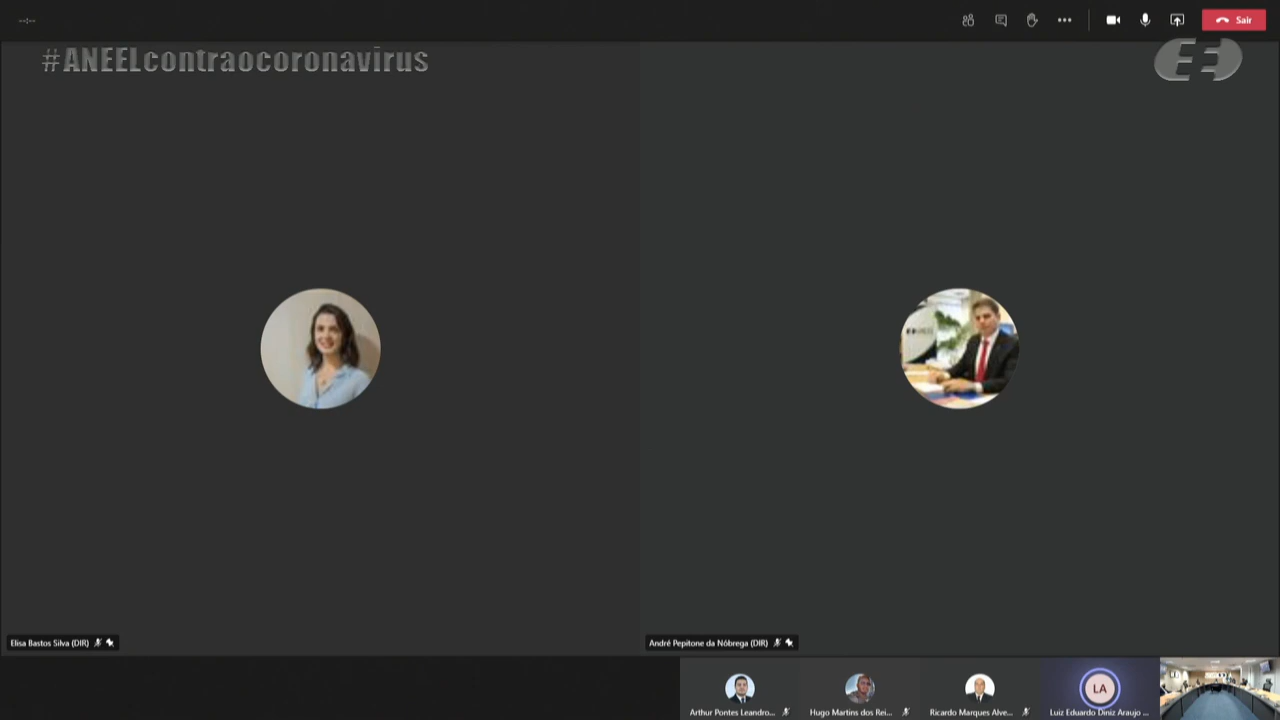 --:--
Sair
#ANEELcontraocoronavirus
Elisa Bastos Silva (DIR)
André Pepitone da Nóbrega (DIR)
Arthur Pontes Leandro...
Hugo Martins dos Rei...
Ricardo Marques Alve...
LA
Luiz Eduardo Diniz Araujo ...